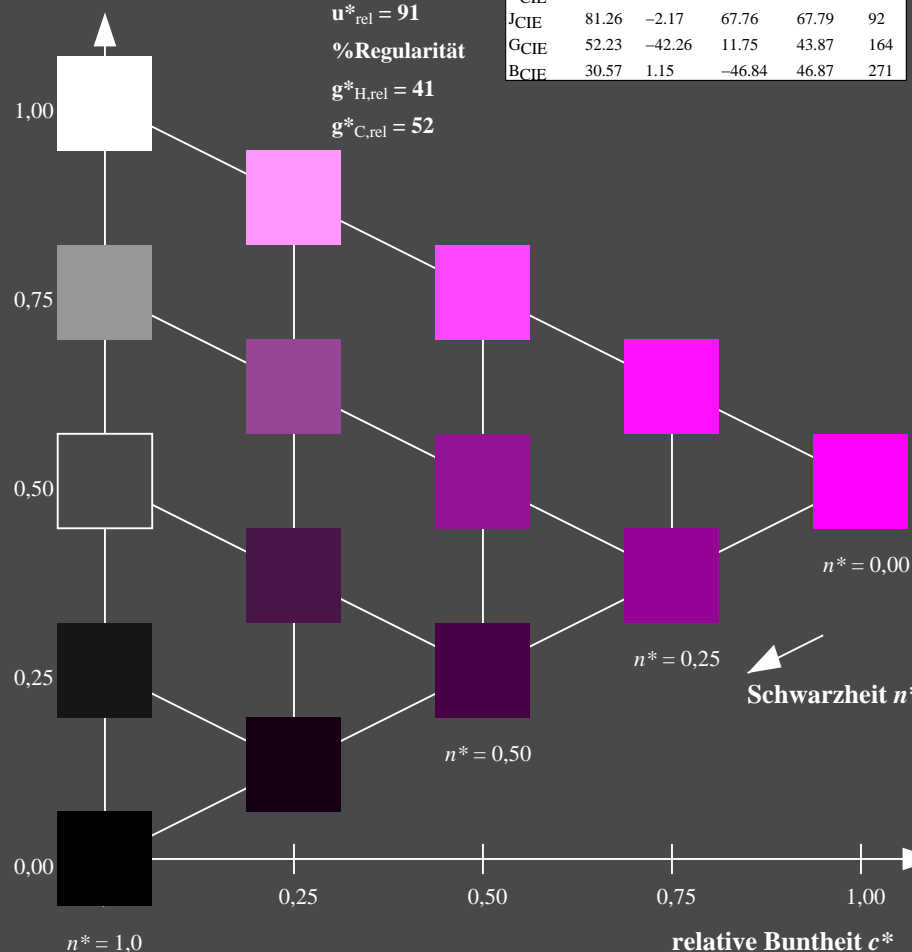 u*rel = 91
%Regularität
g*H,rel = 41
g*C,rel = 52
CIE
JCIE 81.26 −2.17 67.76 67.79 92
GCIE 52.23 −42.26 11.75 43.87 164
BCIE 30.57 1.15 −46.84 46.87 271
1,00
0,75
0,50
n* = 0,00
n* = 0,25
0,25
Schwarzheit n*
n* = 0,50
0,00
0,25 0,50 0,75 1,00
n* = 1,0
relative Buntheit c*